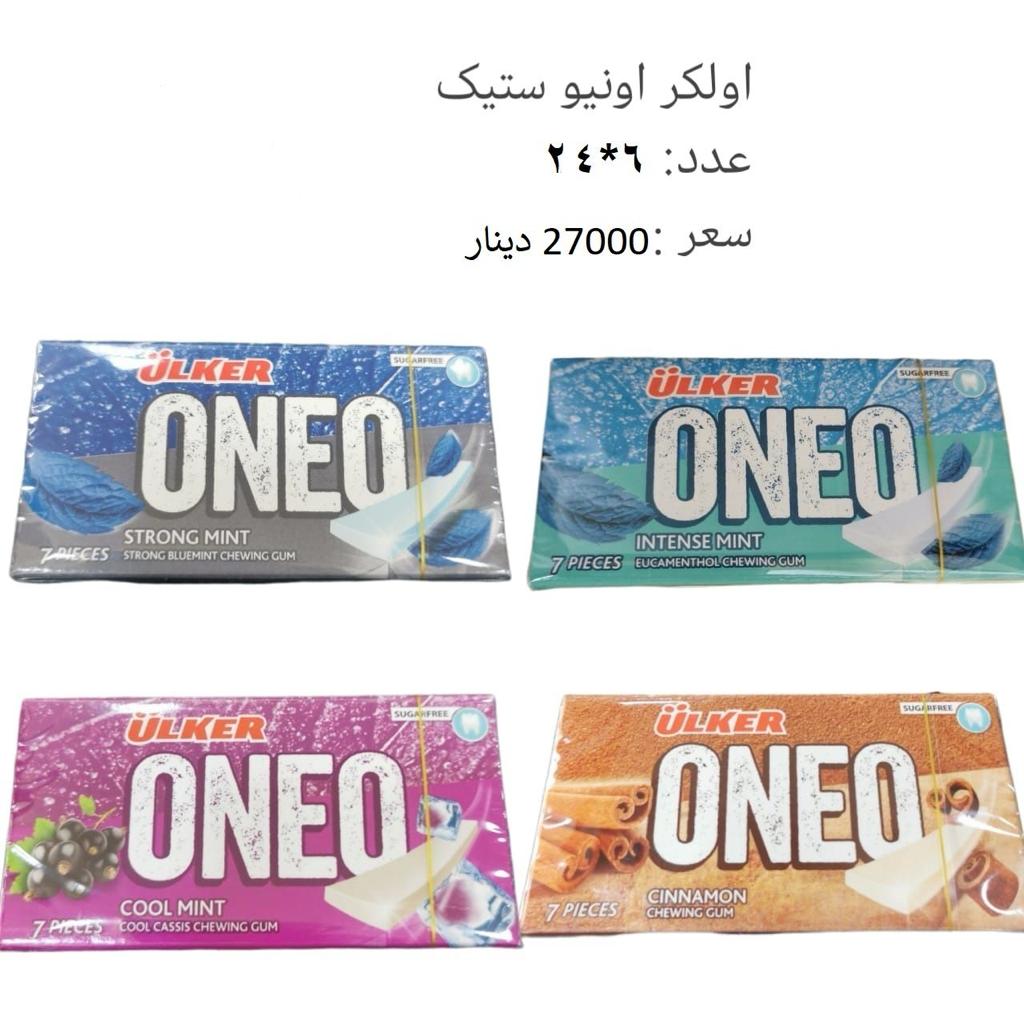 اولکر اونیو ستیک
عدد: ٦*٢٤
سعر :27000 دینار
ÜLKER
SUGARFREE
ONEO
STRONG MINT
7 PIECES STRONG BLUEMINT CHEWING GUM
ÜLKER
SUGARFREE
ONEO
INTENSE MINT
7 PIECES EUCAMENTHOL CHEWING GUM
ÜLKER
SUGARFREE
ONEO
COOL MINT
7 PIECES COOL CASSIS CHEWING GUM
ÜLKER
SUGARFREE
ONEO
CINNAMON
7 PIECES CHEWING GUM